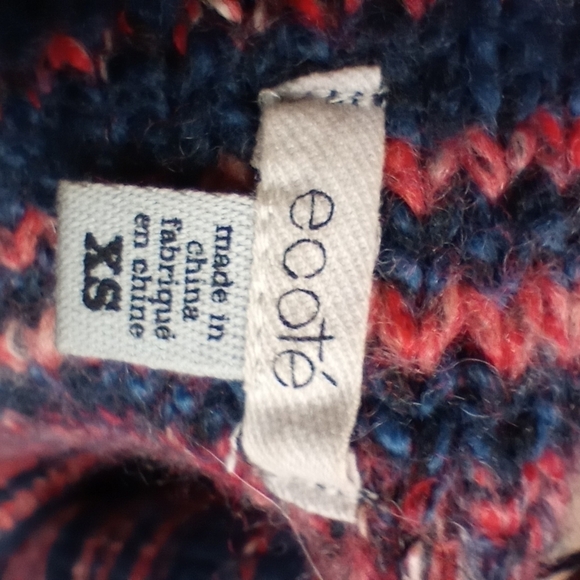 ecoté
made in
china
fabriqué
en chine
XS